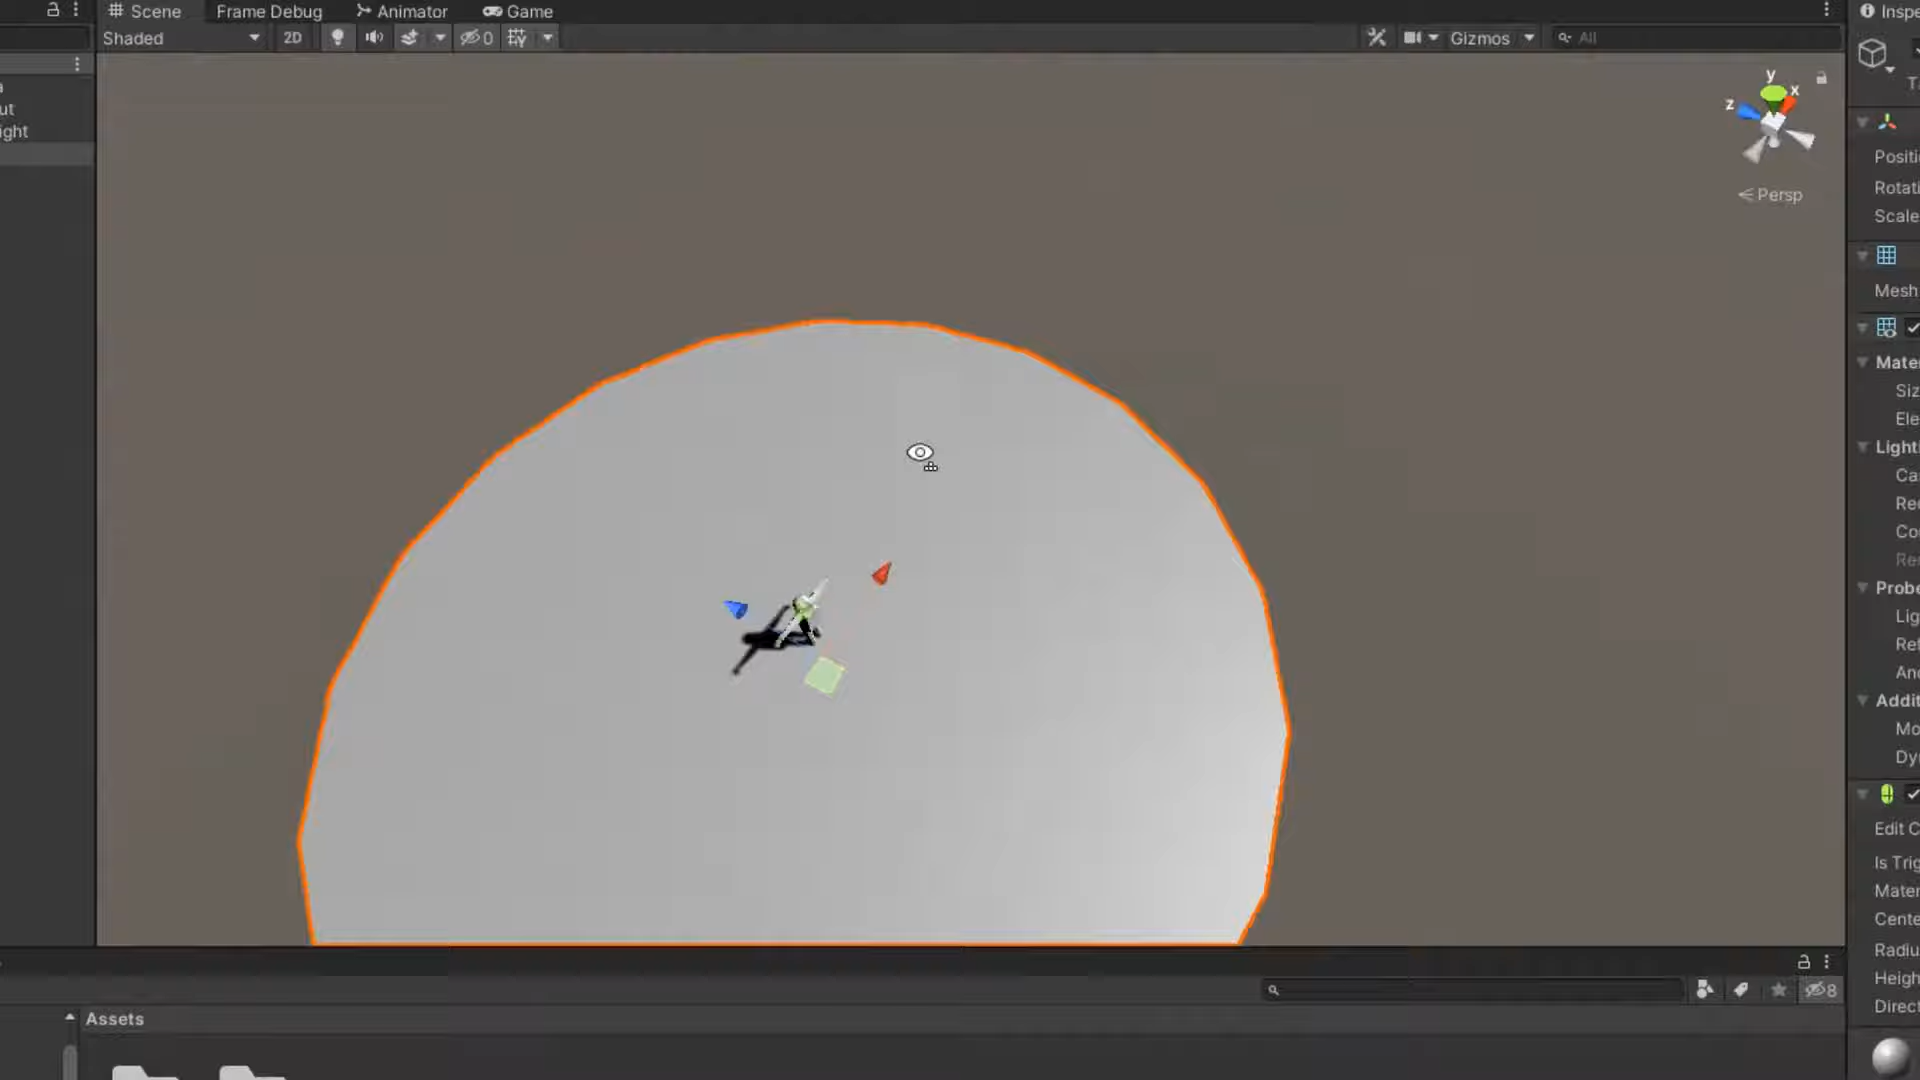 Scene Frame Debug Animator Game
Inspe
Shaded 2D 0 Gizmos All
ut
ight
y
x
z
Persp
Positi
Rotati
Scale
Mesh
Mate
Siz
Ele
Lighti
Ca
Re
Co
Re
Probe
Lig
Ref
And
Addit
Mo
Dy
Edit C
Is Trig
Mater
Cente
Radiu
Heigh
Direct
8
Assets